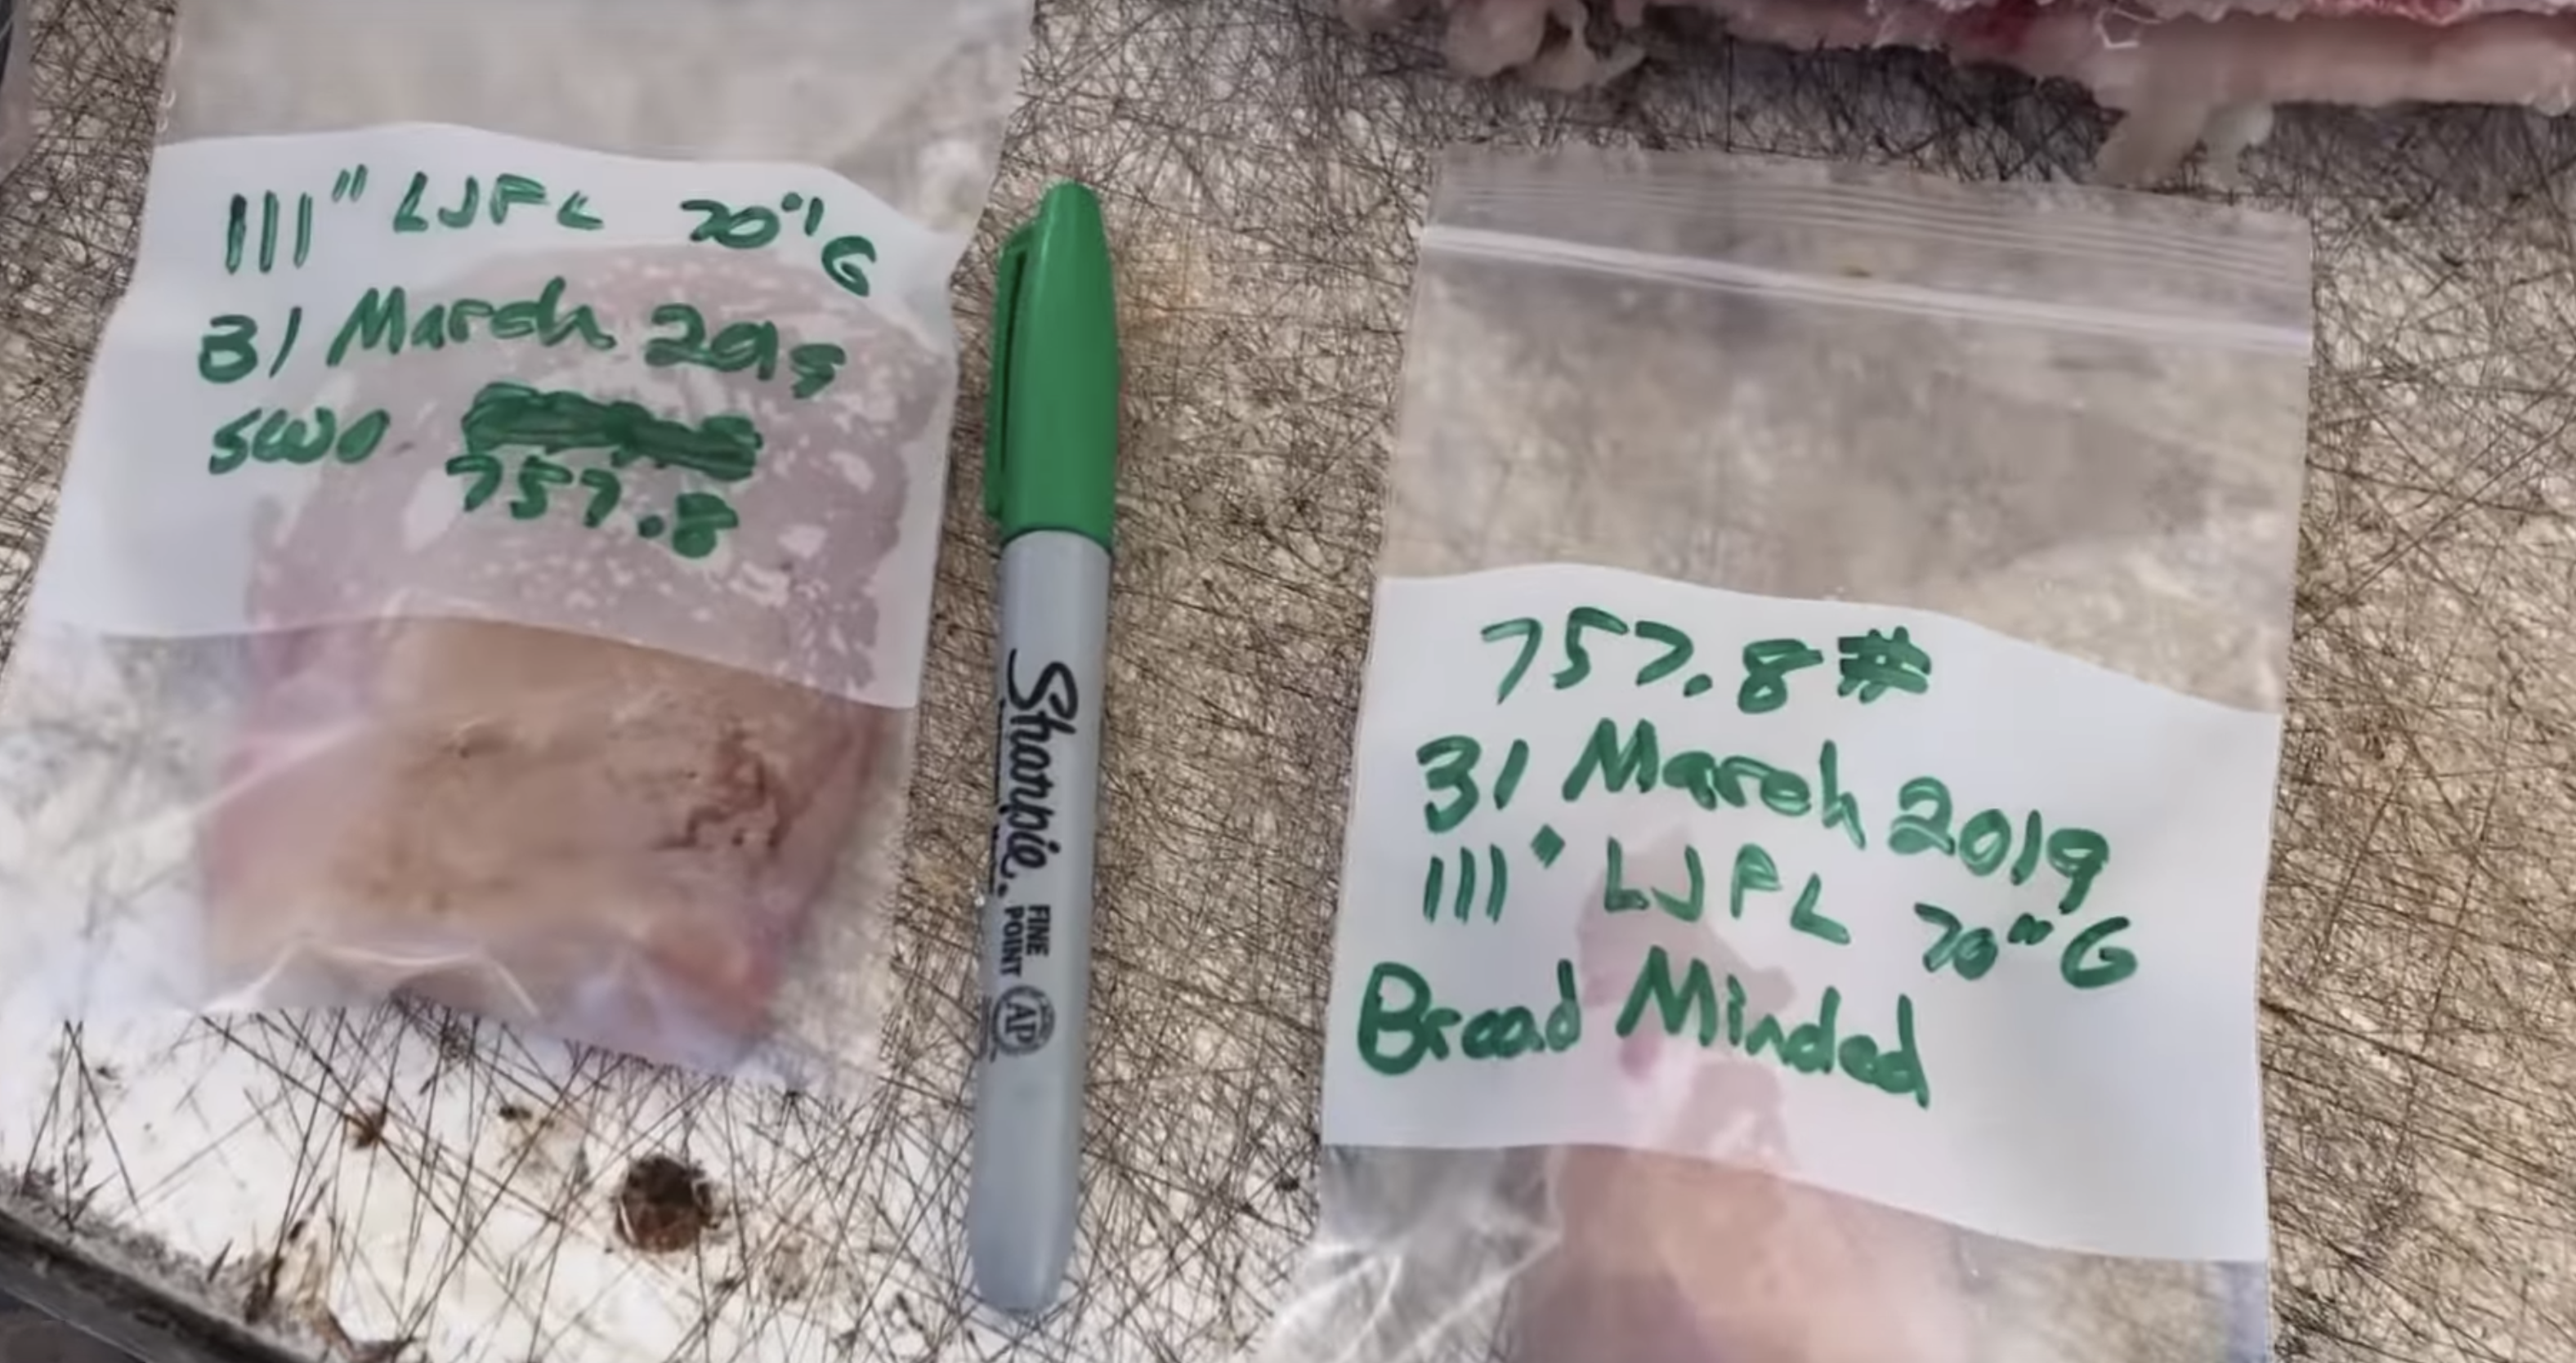 111" LJFL 70" G
31 March 2019
SWO
757.8
Sharpie.
FINE
POINT
AP
757.8#
31 March 2019
111" LJFL 70" G
Broad Minded